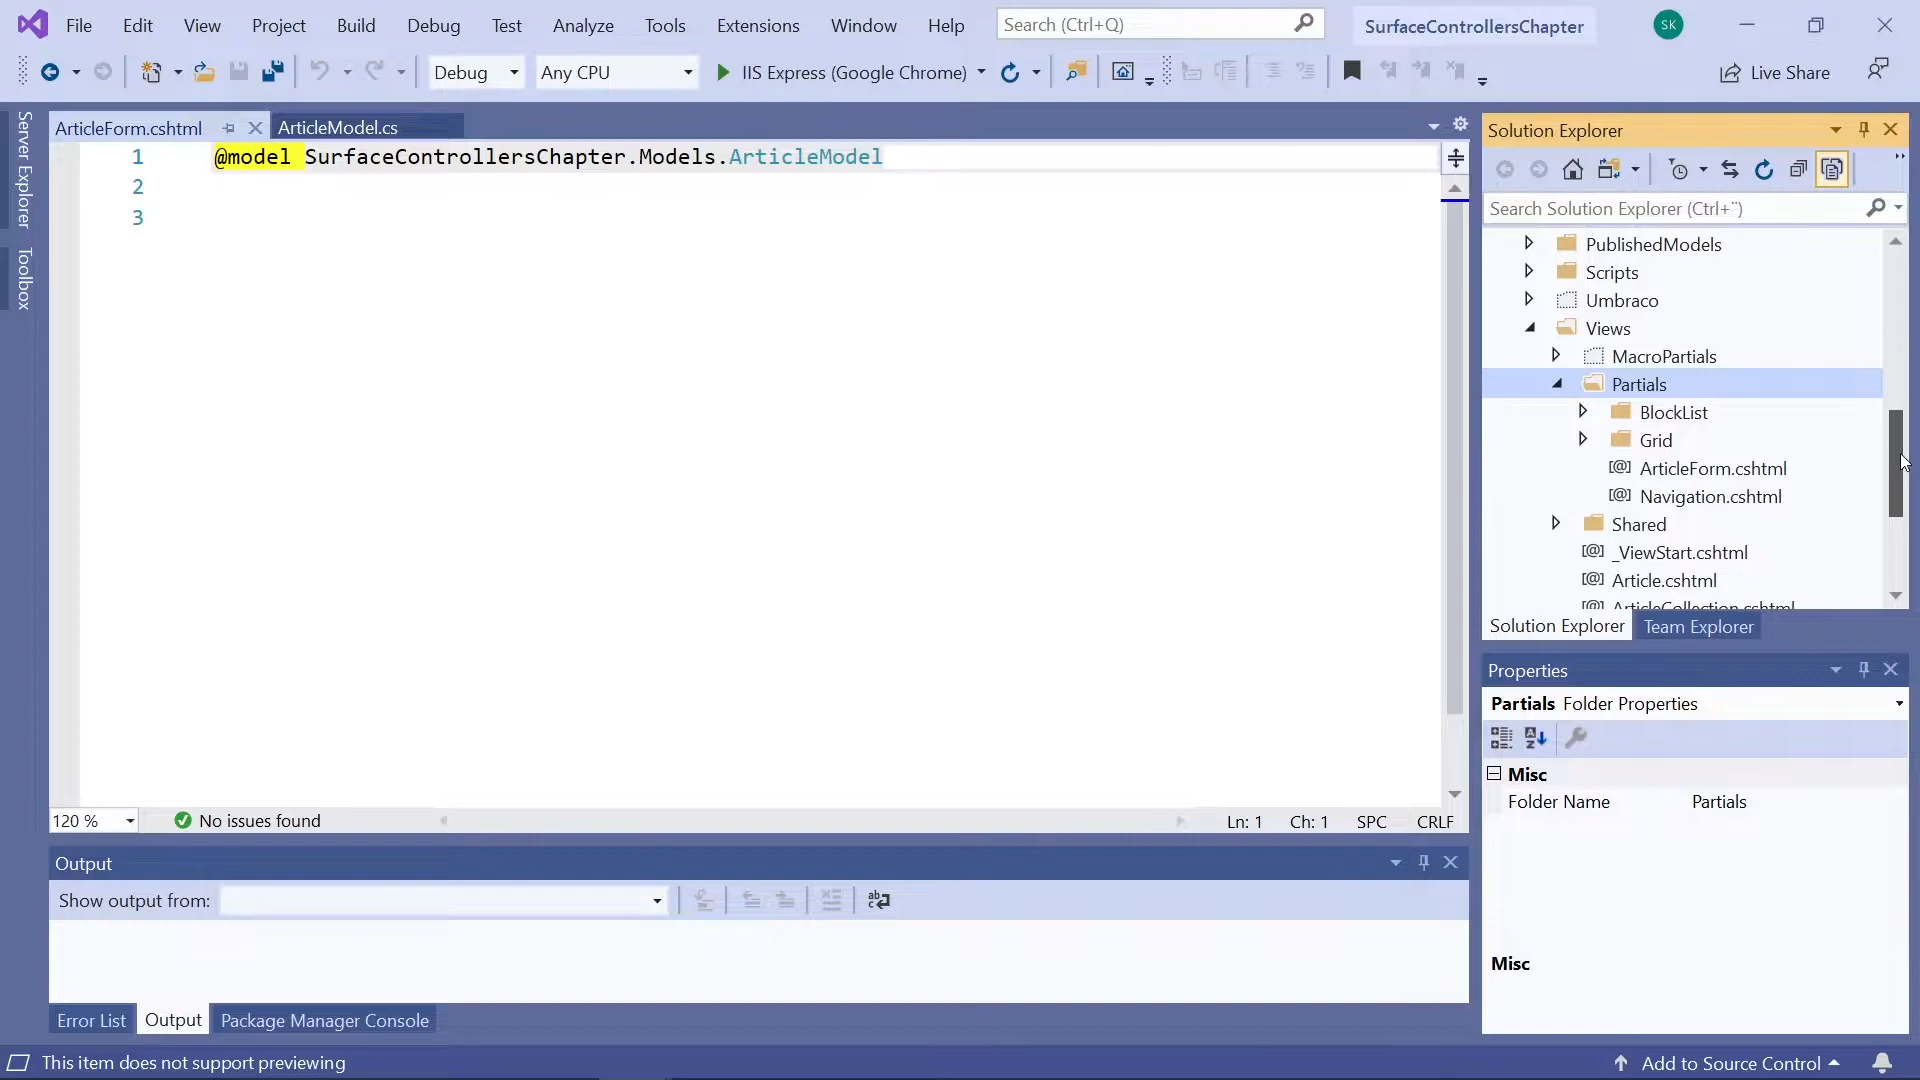 File Edit View Project Build Debug Test Analyze Tools Extensions Window Help Search (Ctrl+Q) SurfaceControllersChapter SK
Debug Any CPU IIS Express (Google Chrome) Live Share
Server Explorer
Toolbox
ArticleForm.cshtml ArticleModel.cs
1 @model SurfaceControllersChapter.Models.ArticleModel
2
3
120 % No issues found Ln: 1 Ch: 1 SPC CRLF
Output
Show output from:
Error List Output Package Manager Console
Solution Explorer
Search Solution Explorer (Ctrl+¨)
PublishedModels
Scripts
Umbraco
Views
MacroPartials
Partials
BlockList
Grid
[@] ArticleForm.cshtml
[@] Navigation.cshtml
Shared
[@] _ViewStart.cshtml
[@] Article.cshtml
[@] ArticleCollection.cshtml
Solution Explorer Team Explorer
Properties
Partials Folder Properties
Misc
Folder Name Partials
Misc
This item does not support previewing Add to Source Control